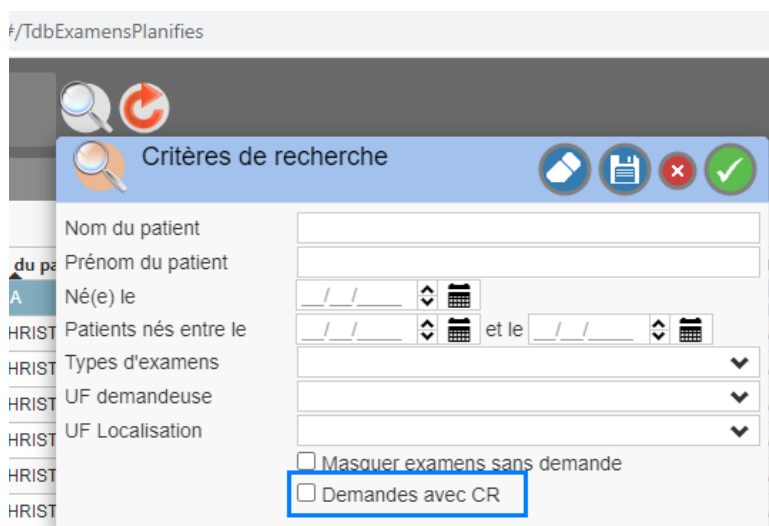 #/TdbExamensPlanifies
Critères de recherche
Nom du patient
du pa Prénom du patient
A Né(e) le __/__/____
HRIST Patients nés entre le __/__/____ et le __/__/____
HRIST Types d'examens
HRIST UF demandeuse
HRIST UF Localisation
Masquer examens sans demande
HRIST Demandes avec CR
HRIST